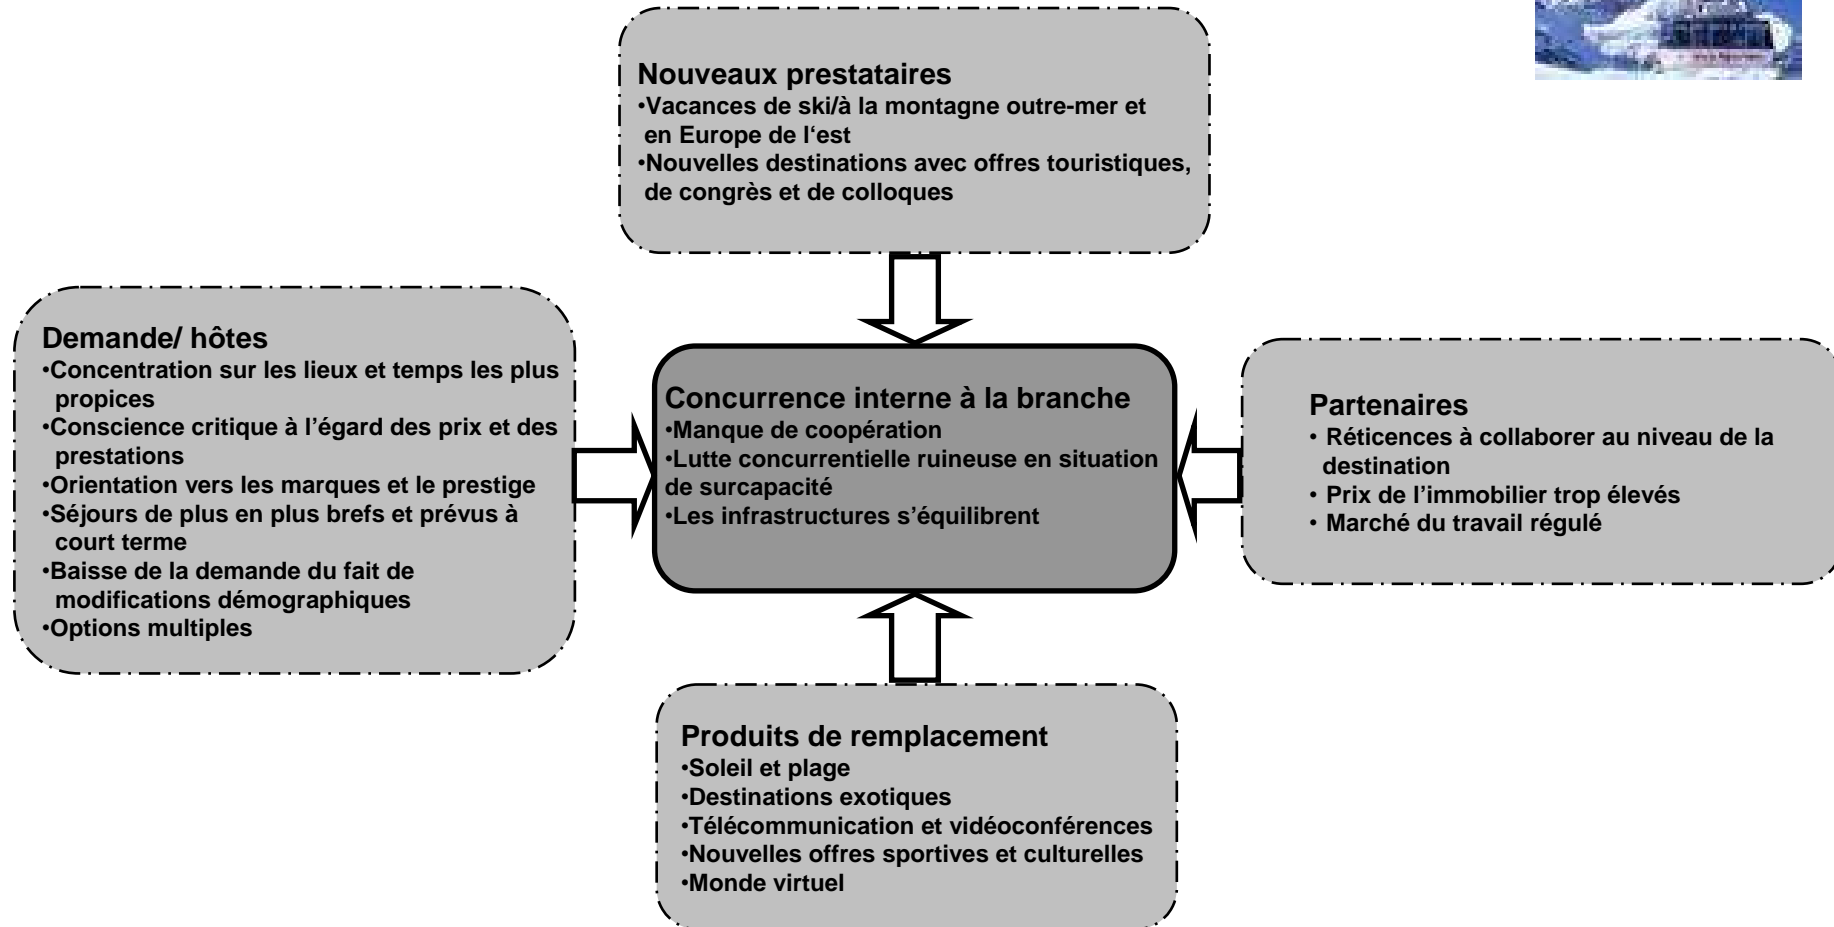 Nouveaux prestataires
•Vacances de ski/à la montagne outre-mer et
en Europe de l‘est
•Nouvelles destinations avec offres touristiques,
de congrès et de colloques
Demande/ hôtes
•Concentration sur les lieux et temps les plus
propices
•Conscience critique à l’égard des prix et des
prestations
•Orientation vers les marques et le prestige
•Séjours de plus en plus brefs et prévus à
court terme
•Baisse de la demande du fait de
modifications démographiques
•Options multiples
Concurrence interne à la branche
•Manque de coopération
•Lutte concurrentielle ruineuse en situation
de surcapacité
•Les infrastructures s’équilibrent
Partenaires
• Réticences à collaborer au niveau de la
destination
• Prix de l’immobilier trop élevés
• Marché du travail régulé
Produits de remplacement
•Soleil et plage
•Destinations exotiques
•Télécommunication et vidéoconférences
•Nouvelles offres sportives et culturelles
•Monde virtuel